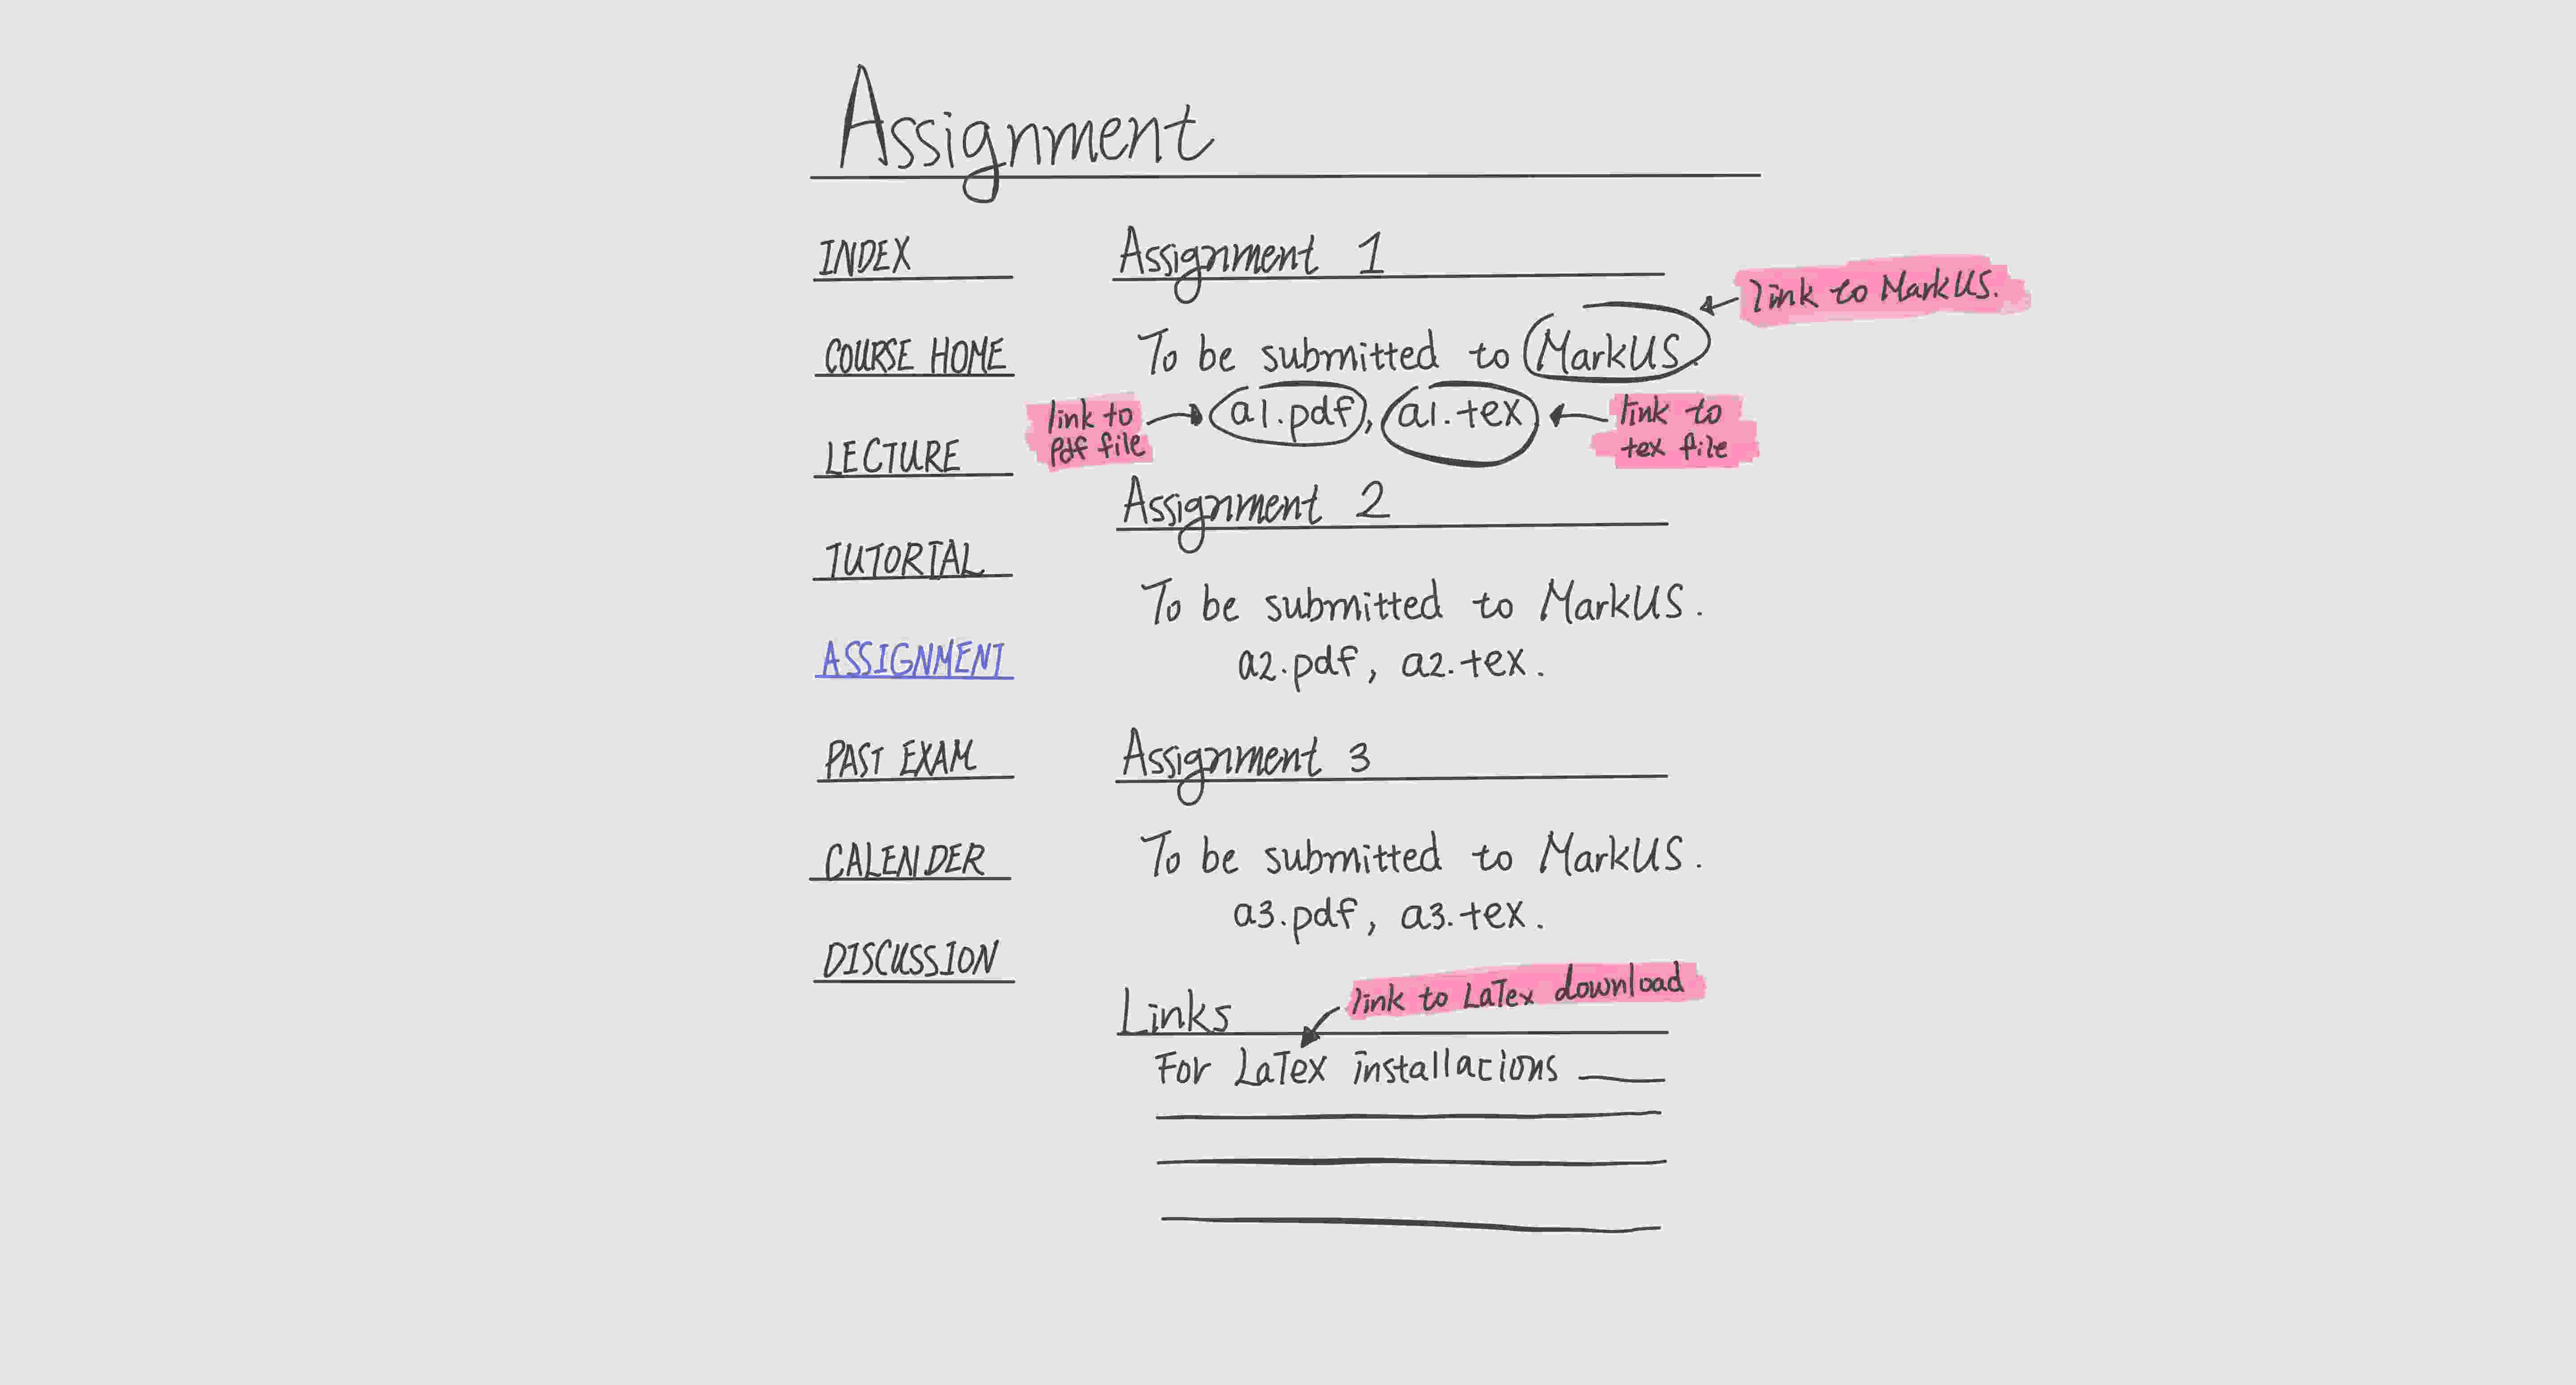 Assignment
INDEX
COURSE HOME
LECTURE
TUTORIAL
ASSIGNMENT
PAST EXAM
CALENDER
DISCUSSION
Assignment 1
link to MarkUS.
To be submitted to MarkUS.
link to
pdf file
a1.pdf, a1.tex
link to
tex file
Assignment 2
To be submitted to MarkUS.
a2.pdf, a2.tex.
Assignment 3
To be submitted to MarkUS.
a3.pdf, a3.tex.
Links
link to LaTex download
For LaTex installations